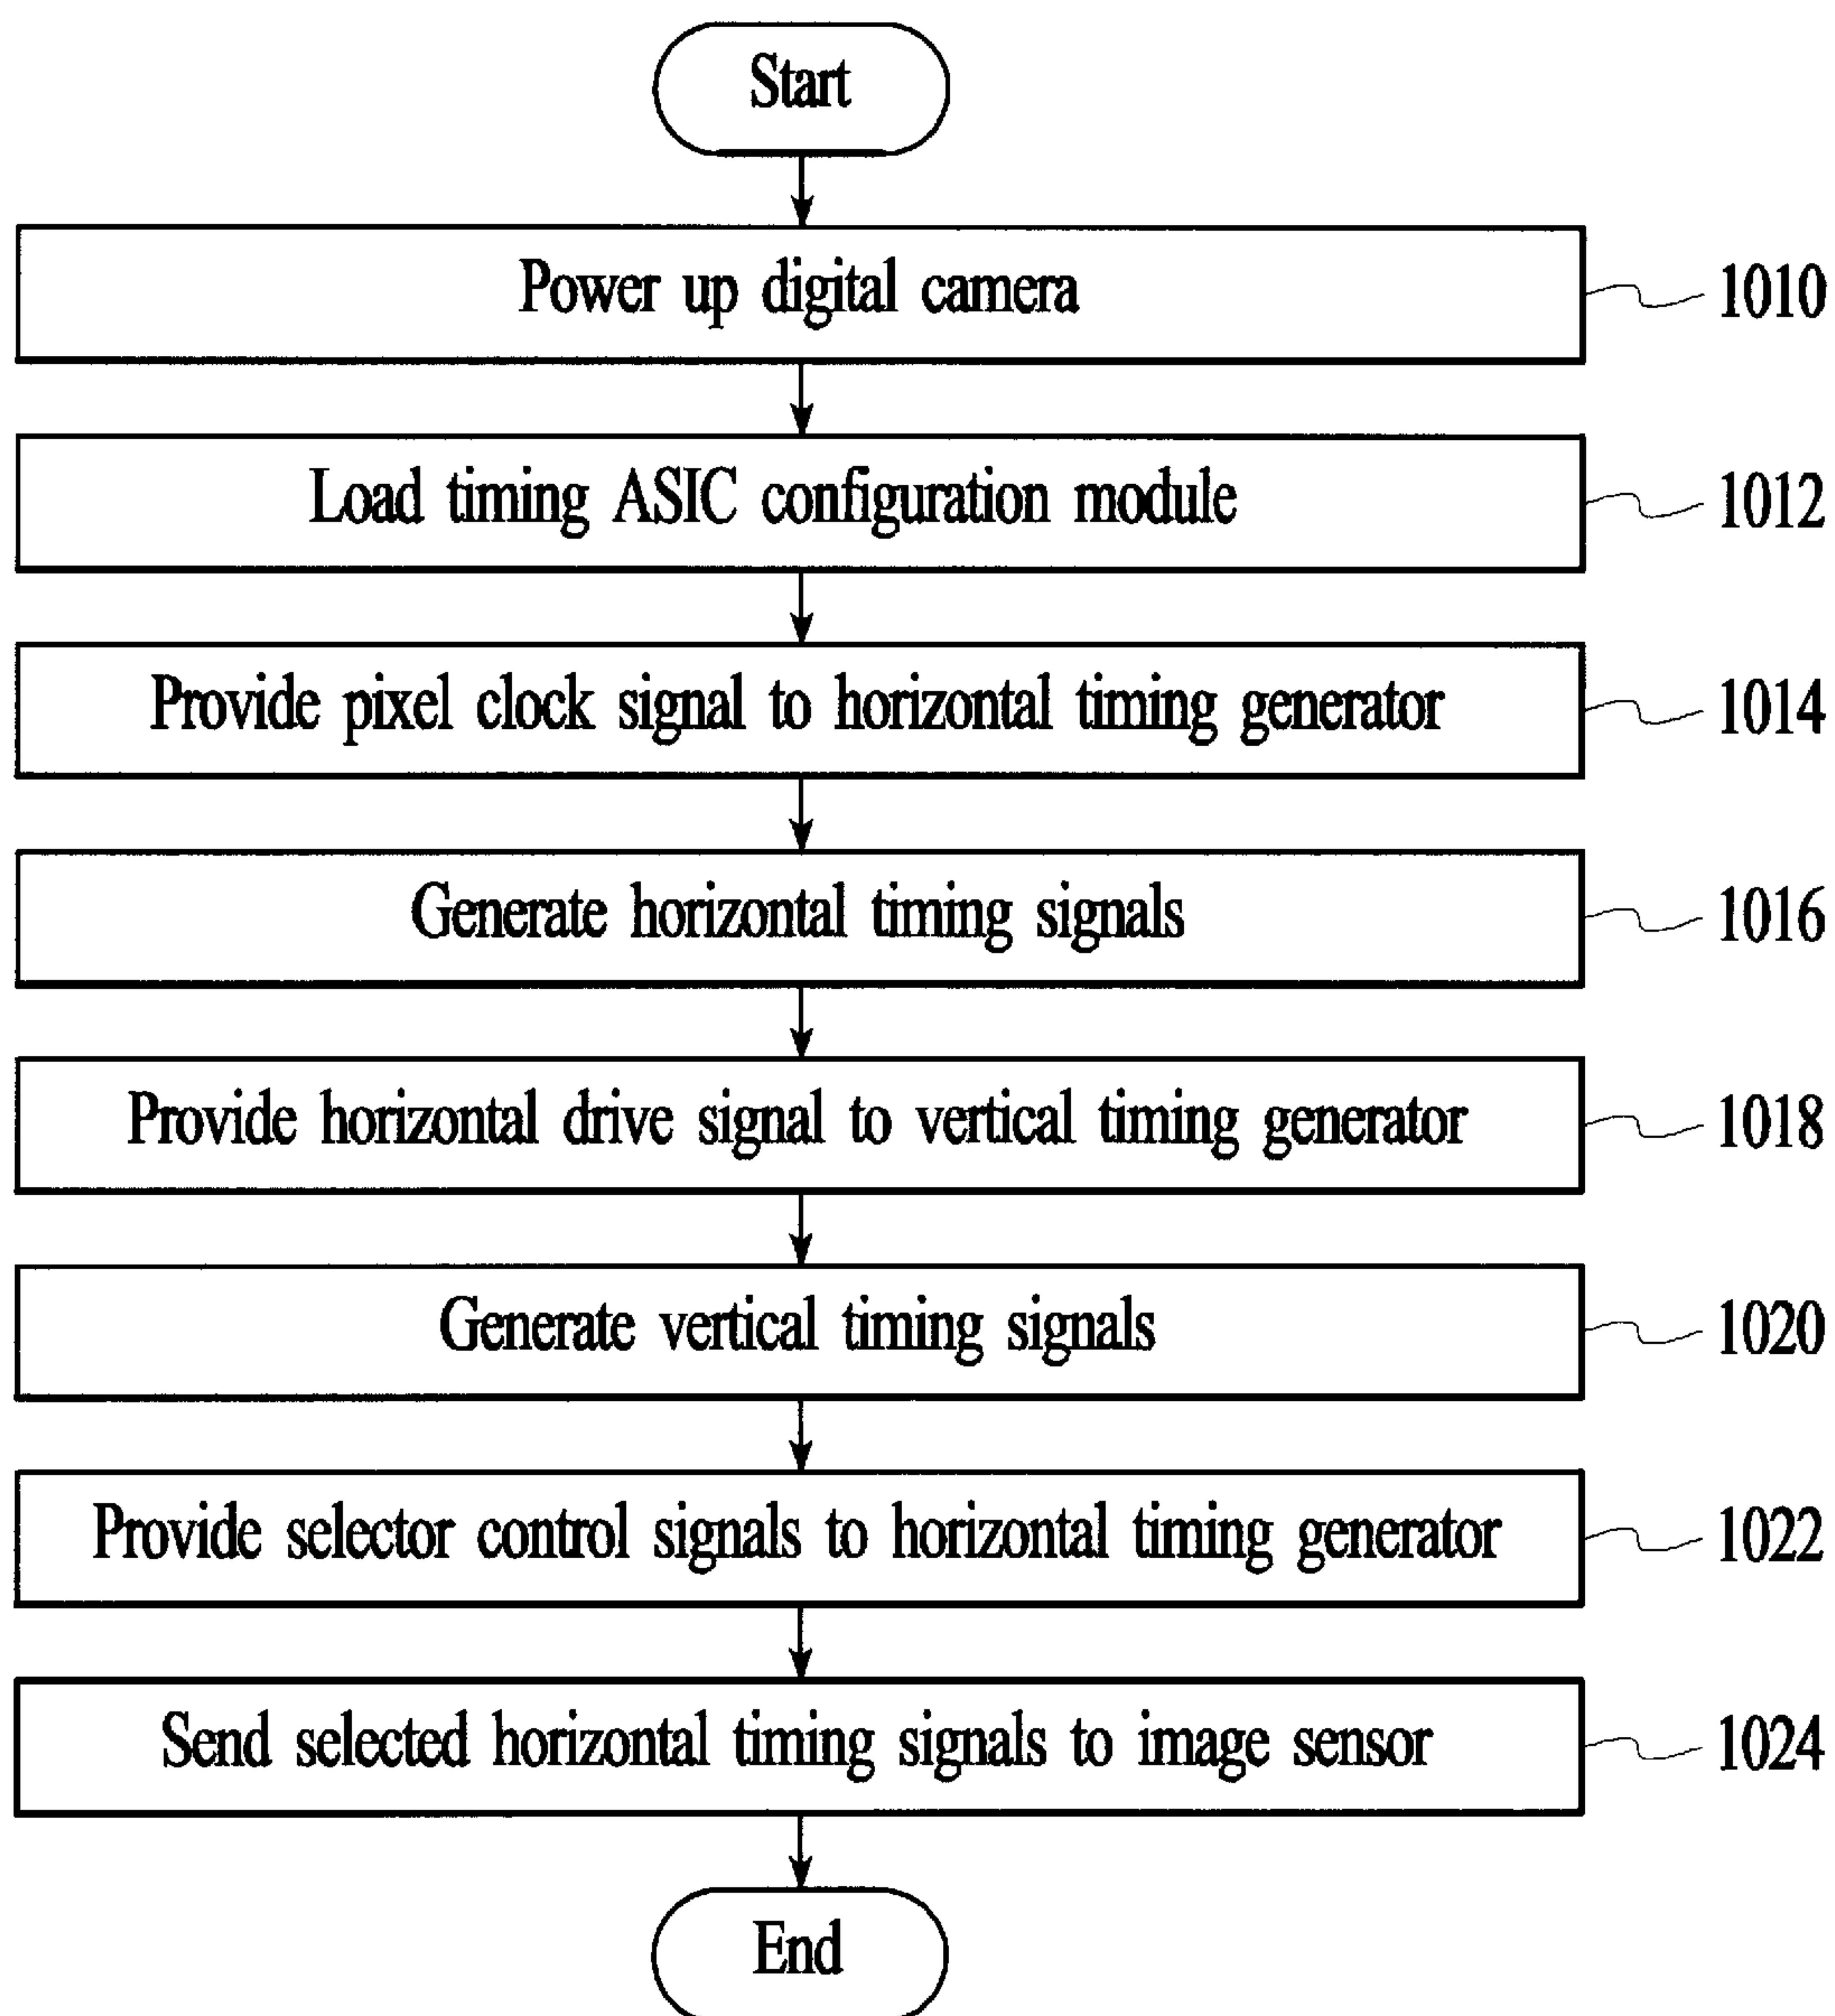 Start
Power up digital camera 1010
Load timing ASIC configuration module 1012
Provide pixel clock signal to horizontal timing generator 1014
Generate horizontal timing signals 1016
Provide horizontal drive signal to vertical timing generator 1018
Generate vertical timing signals 1020
Provide selector control signals to horizontal timing generator 1022
Send selected horizontal timing signals to image sensor 1024
End